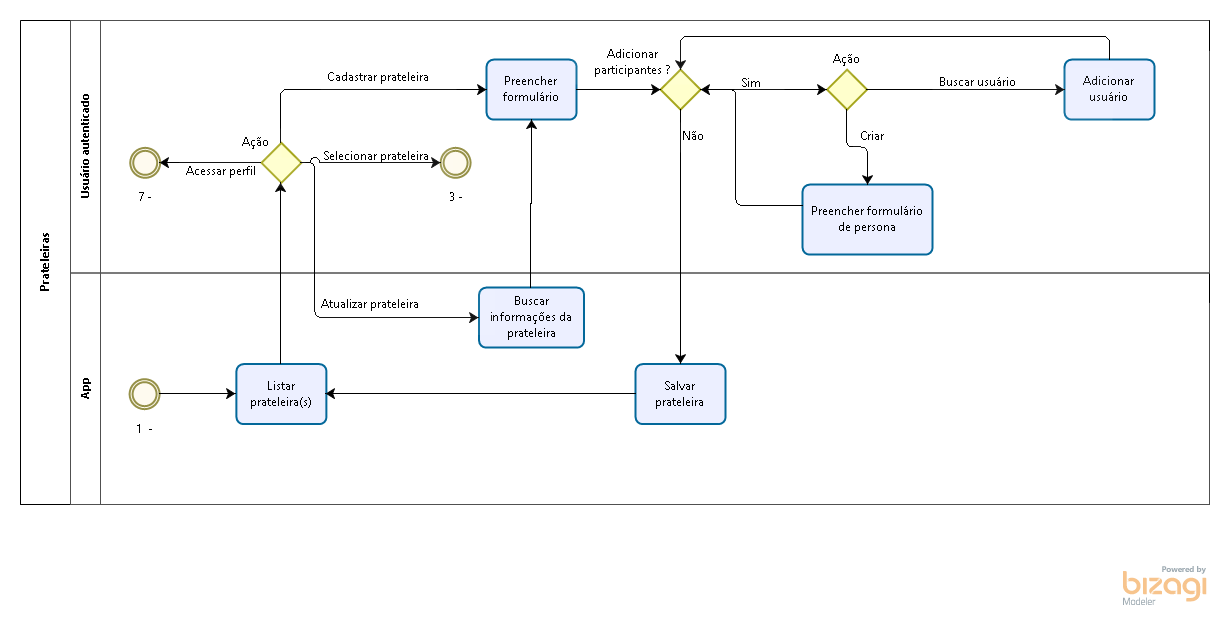 Prateleiras
Usuário autenticado
Adicionar
participantes ?
Ação
Cadastrar prateleira
Preencher
formulário
Sim
Buscar usuário
Adicionar
usuário
Ação
Não
Criar
Selecionar prateleira
Acessar perfil
7 -
3 -
Preencher formulário
de persona
App
Atualizar prateleira
Buscar
informações da
prateleira
Listar
prateleira(s)
Salvar
prateleira
1 -
Powered by
bizagi
Modeler